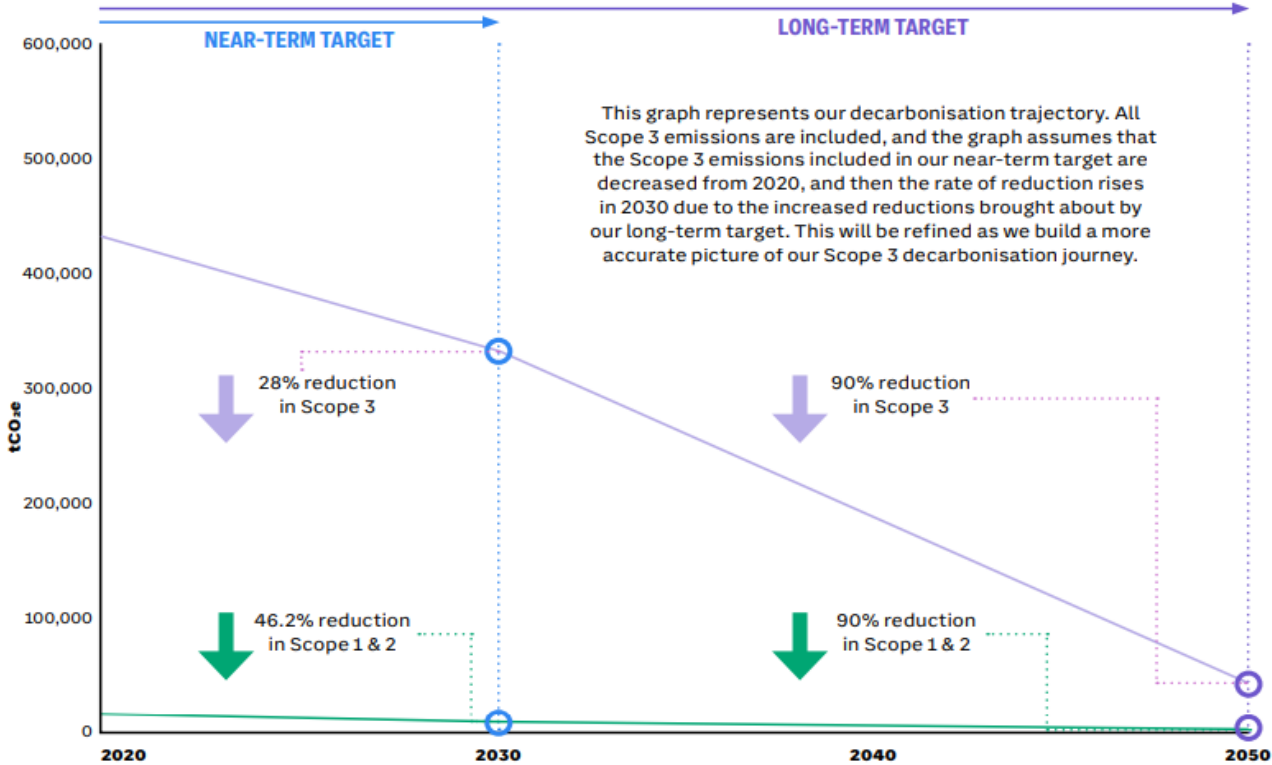 NEAR-TERM TARGET
LONG-TERM TARGET
600,000
500,000
400,000
300,000
200,000
100,000
0
tCO₂e
This graph represents our decarbonisation trajectory. All
Scope 3 emissions are included, and the graph assumes that
the Scope 3 emissions included in our near-term target are
decreased from 2020, and then the rate of reduction rises
in 2030 due to the increased reductions brought about by
our long-term target. This will be refined as we build a more
accurate picture of our Scope 3 decarbonisation journey.
28% reduction
in Scope 3
90% reduction
in Scope 3
46.2% reduction
in Scope 1 & 2
90% reduction
in Scope 1 & 2
2020
2030
2040
2050